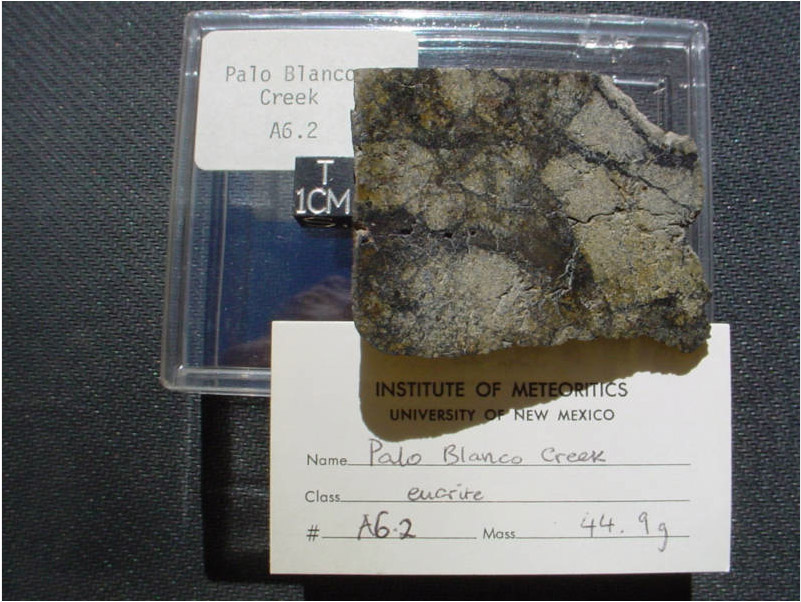 Palo Blanco
Creek
A6.2
T
1CM
INSTITUTE OF METEORITICS
UNIVERSITY OF NEW MEXICO
Name Palo Blanco Creek
Class eucrite
# A6.2 Mass 44.9g